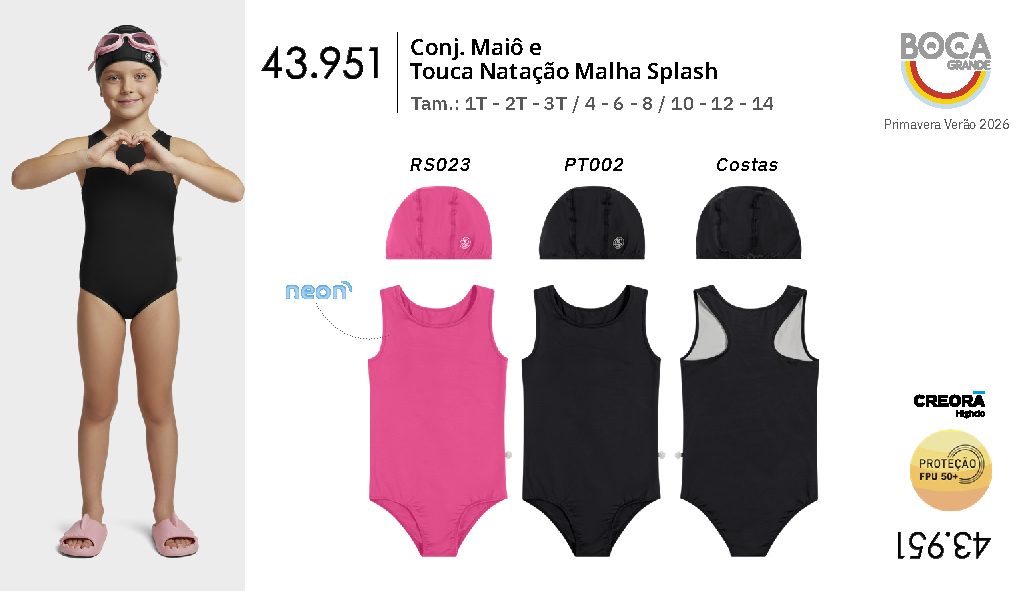 43.951
Conj. Maiô e
Touca Natação Malha Splash
Tam.: 1T - 2T - 3T / 4 - 6 - 8 / 10 - 12 - 14
BOCA
GRANDE
Primavera Verão 2026
RS023
PT002
Costas
neon
CREORA
Highclo
PROTEÇÃO
FPU 50+
43.951